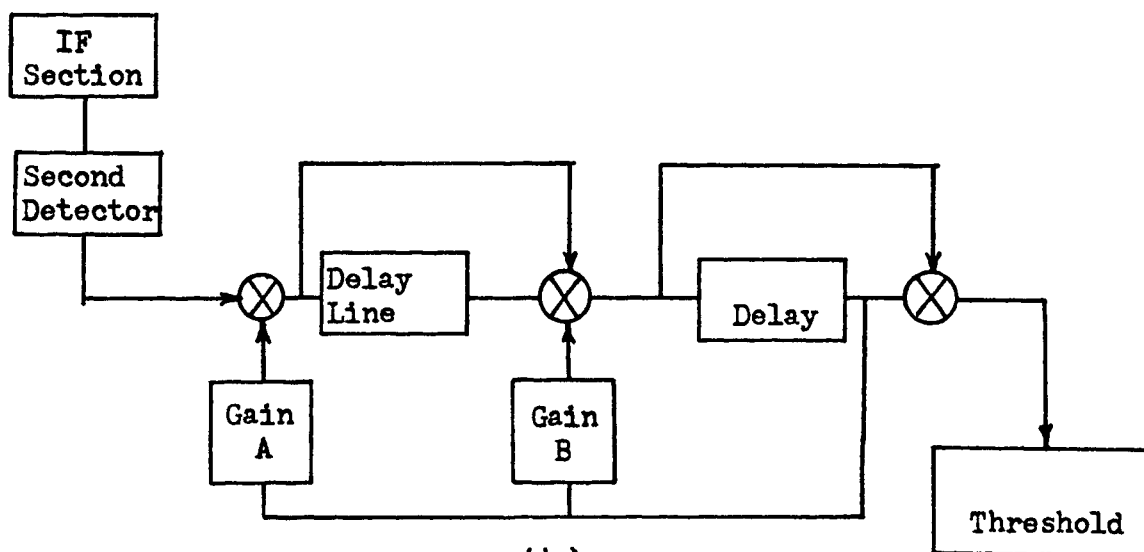 IF
Section
Second
Detector
Delay
Line
Delay
Gain
A
Gain
B
Threshold